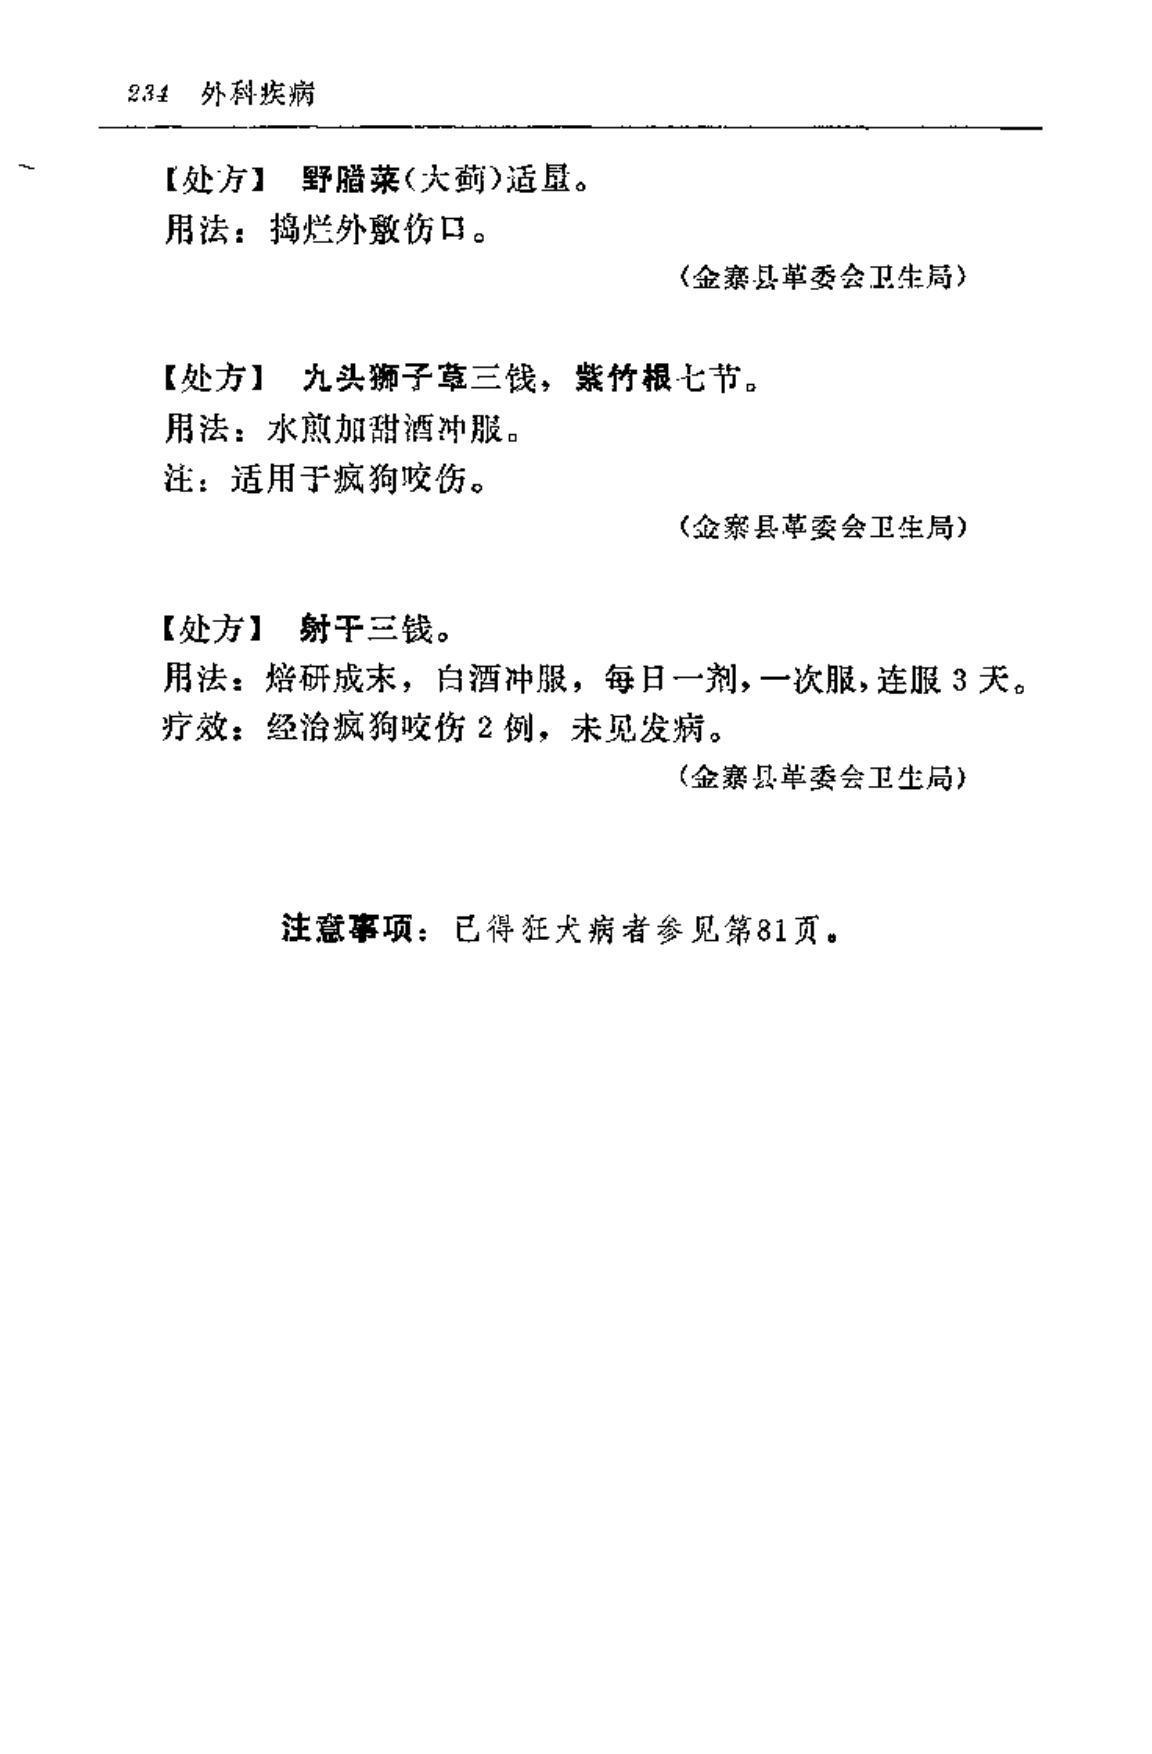 234 外科疾病
【处方】 野腊菜(大蓟)适量。
用法：捣烂外敷伤口。
(金寨县革委会卫生局)
【处方】 九头狮子草三钱，紫竹根七节。
用法：水煎加甜酒冲服。
注：适用于疯狗咬伤。
(金寨县革委会卫生局)
【处方】 射干三钱。
用法：焙研成末，白酒冲服，每日一剂，一次服，连服 3 天。
疗效：经治疯狗咬伤 2 例，未见发病。
(金寨县革委会卫生局)
注意事项：已得狂犬病者参见第81页。